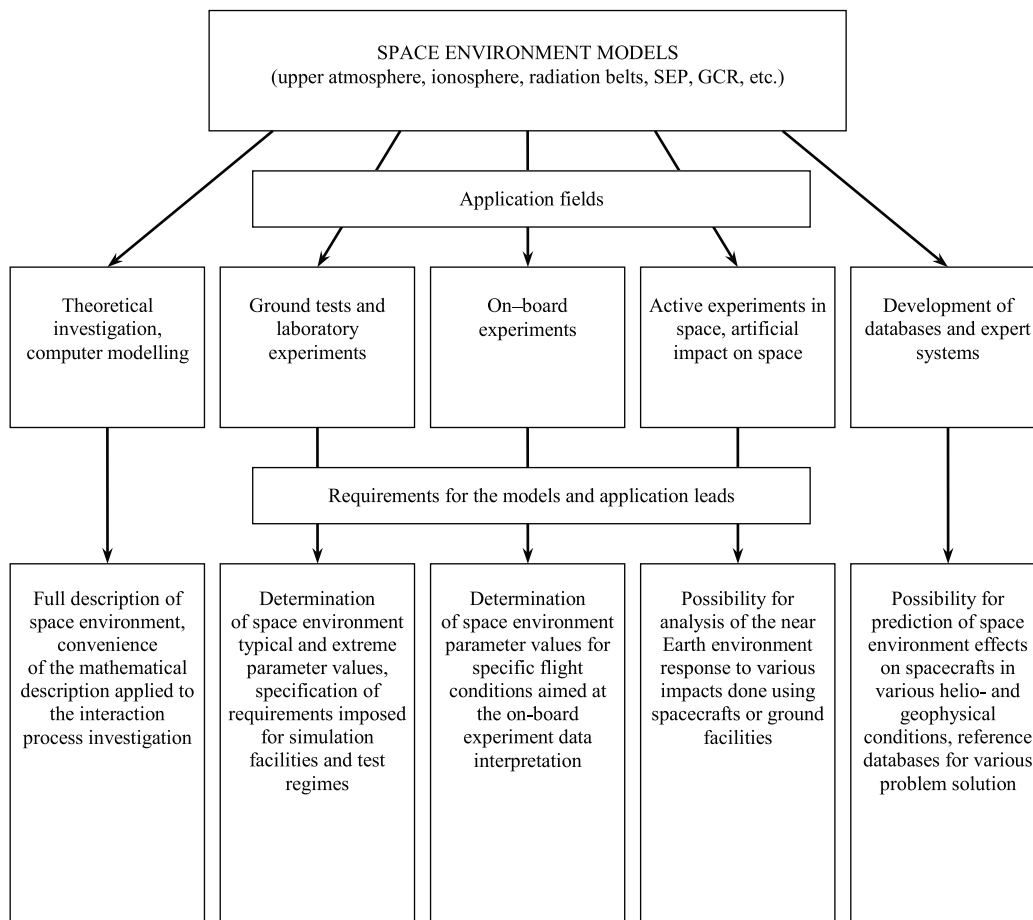 SPACE ENVIRONMENT MODELS
(upper atmosphere, ionosphere, radiation belts, SEP, GCR, etc.)
Application fields
Theoretical
investigation,
computer modelling
Ground tests and
laboratory
experiments
On–board
experiments
Active experiments in
space, artificial
impact on space
Development of
databases and expert
systems
Requirements for the models and application leads
Full description of
space environment,
convenience
of the mathematical
description applied to
the interaction
process investigation
Determination
of space environment
typical and extreme
parameter values,
specification of
requirements imposed
for simulation
facilities and test
regimes
Determination
of space environment
parameter values for
specific flight
conditions aimed at
the on-board
experiment data
interpretation
Possibility for
analysis of the near
Earth environment
response to various
impacts done using
spacecrafts or ground
facilities
Possibility for
prediction of space
environment effects
on spacecrafts in
various helio- and
geophysical
conditions, reference
databases for various
problem solution